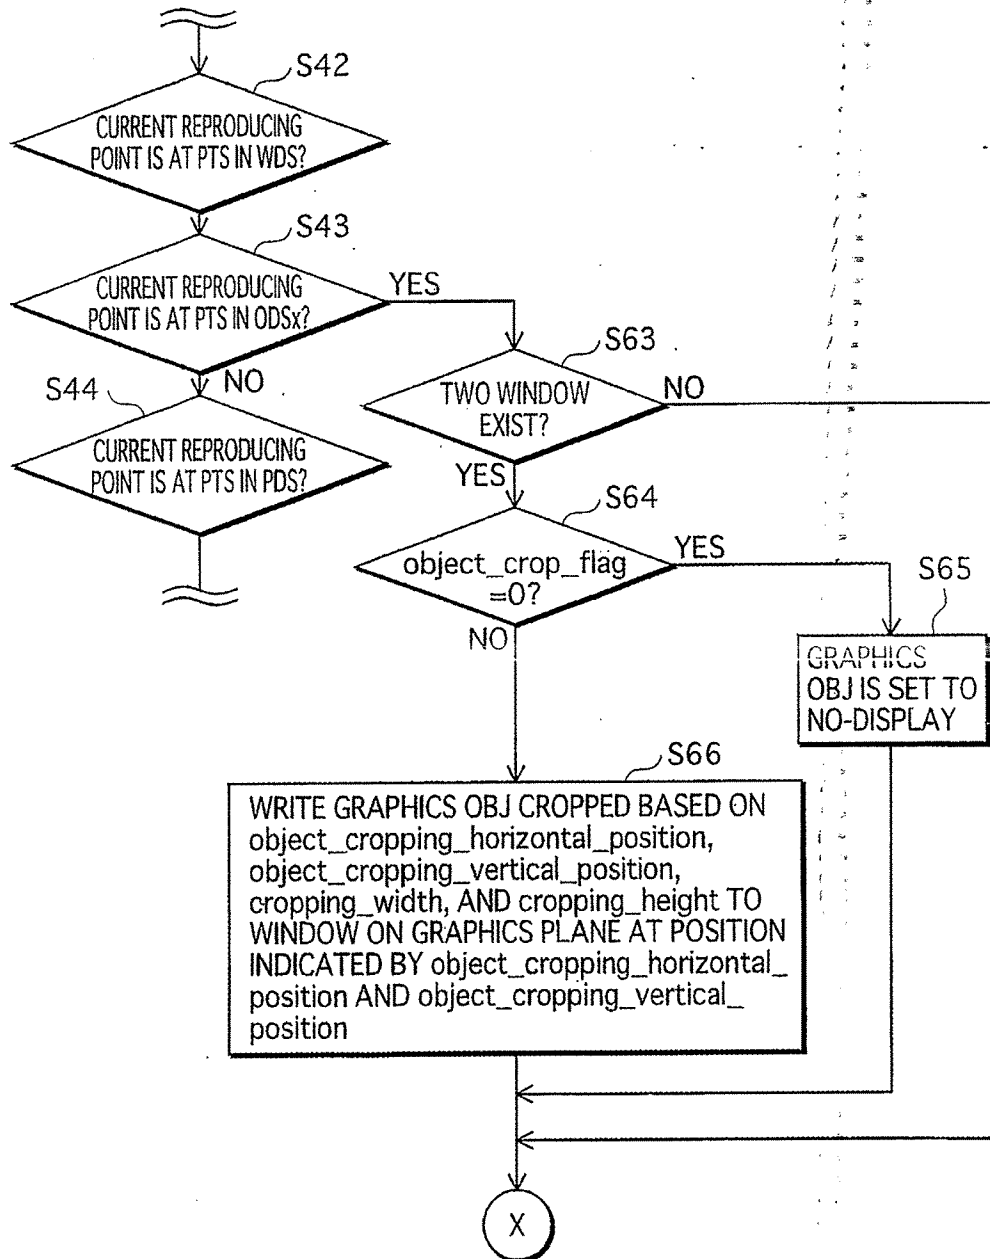 S42
CURRENT REPRODUCING
POINT IS AT PTS IN WDS?
S43
CURRENT REPRODUCING
POINT IS AT PTS IN ODSx?
YES
NO
S44
CURRENT REPRODUCING
POINT IS AT PTS IN PDS?
S63
TWO WINDOW
EXIST?
NO
YES
S64
object_crop_flag
=0?
YES
NO
S65
GRAPHICS
OBJ IS SET TO
NO-DISPLAY
S66
WRITE GRAPHICS OBJ CROPPED BASED ON
object_cropping_horizontal_position,
object_cropping_vertical_position,
cropping_width, AND cropping_height TO
WINDOW ON GRAPHICS PLANE AT POSITION
INDICATED BY object_cropping_horizontal_
position AND object_cropping_vertical_
position
X